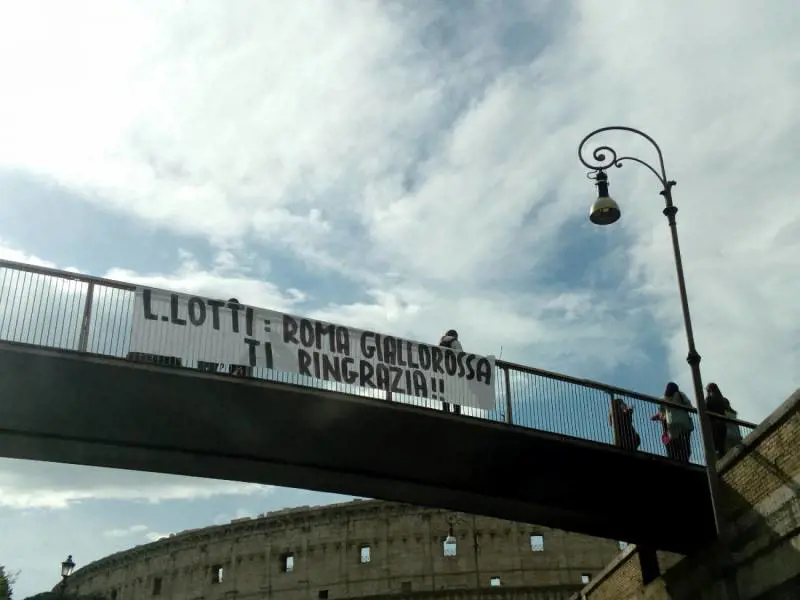 L.LOTTI : ROMA GIALLOROSSA
TI RINGRAZIA!!